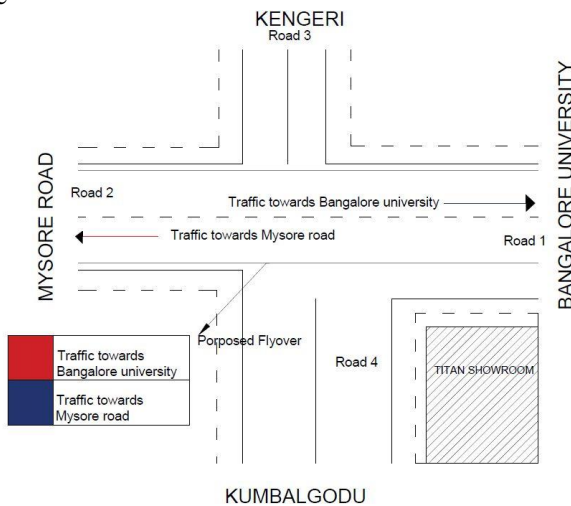 KENGERI
Road 3
BANGALORE UNIVERSITY
MYSORE ROAD
Road 2
Traffic towards Bangalore university
Traffic towards Mysore road
Road 1
Porposed Flyover
Traffic towards
Bangalore university
Road 4
TITAN SHOWROOM
Traffic towards
Mysore road
KUMBALGODU